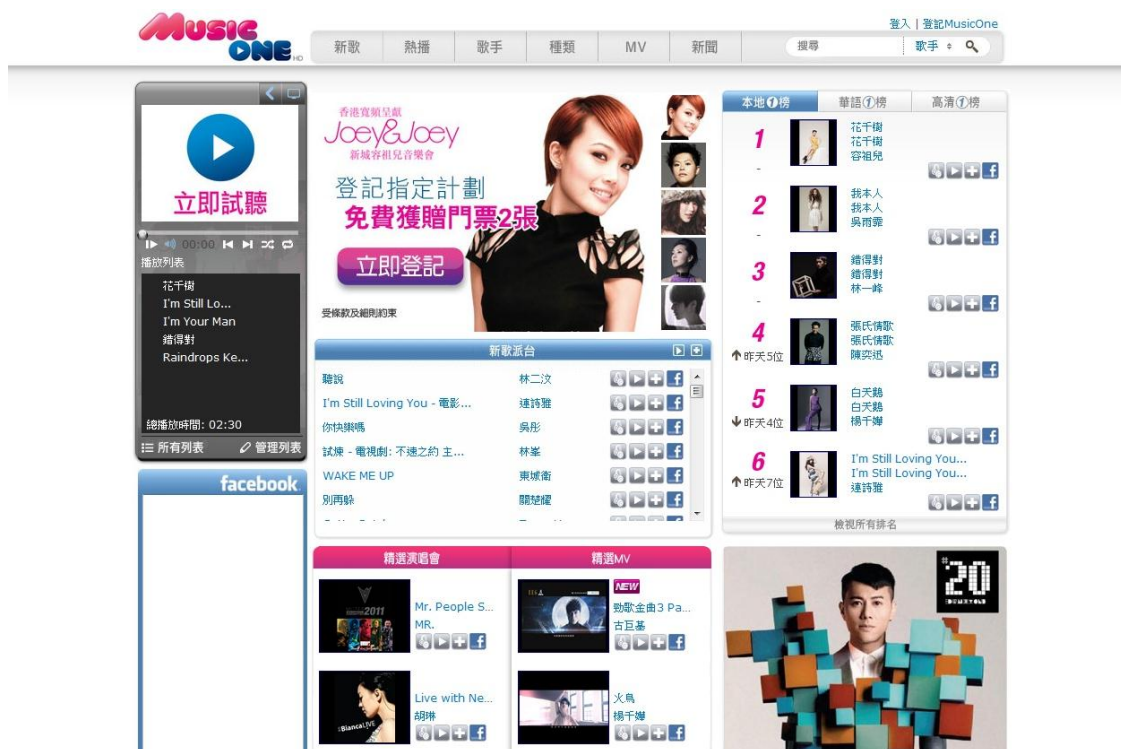 登入 | 登記MusicOne
MUSIC ONE HD
新歌 熱播 歌手 種類 MV 新聞
搜尋 歌手
立即試聽
00:00
播放列表
花千樹
I'm Still Lo...
I'm Your Man
錯得對
Raindrops Ke...
總播放時間: 02:30
所有列表 管理列表
facebook
香港寬頻呈獻
Joey&Joey
新城容祖兒音樂會
登記指定計劃
免費獲贈門票2張
立即登記
受條款及細則約束
新歌派台
聽說 林二汶
I'm Still Loving You - 電影... 連詩雅
你快樂嗎 吳彤
試煉 - 電視劇: 不速之約 主... 林峯
WAKE ME UP 東城衛
別再躲 關楚耀
精選演唱會
2011
Mr. People S...
MR.
BiancaLIVE
Live with Ne...
胡琳
精選MV
NEW
勁歌金曲3 Pa...
古巨基
火鳥
楊千嬅
本地1榜 華語1榜 高清1榜
1
花千樹
花千樹
容祖兒
-
2
我本人
我本人
吳雨霏
-
3
錯得對
錯得對
林一峰
-
4
張氏情歌
張氏情歌
陳奕迅
昨天5位
5
白天鵝
白天鵝
楊千嬅
昨天4位
6
I'm Still Loving You...
I'm Still Loving You...
連詩雅
昨天7位
檢視所有排名
#20